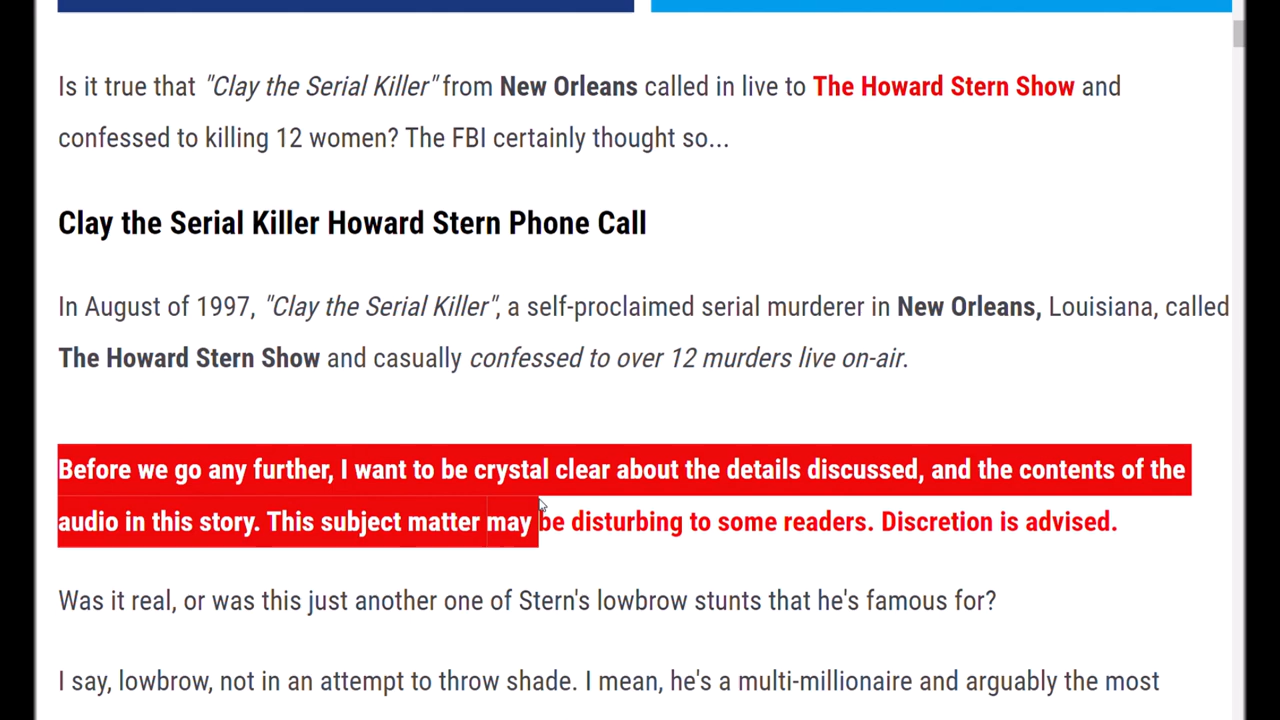 Is it true that "Clay the Serial Killer" from New Orleans called in live to The Howard Stern Show and
confessed to killing 12 women? The FBI certainly thought so...
Clay the Serial Killer Howard Stern Phone Call
In August of 1997, "Clay the Serial Killer", a self-proclaimed serial murderer in New Orleans, Louisiana, called
The Howard Stern Show and casually confessed to over 12 murders live on-air.
Before we go any further, I want to be crystal clear about the details discussed, and the contents of the
audio in this story. This subject matter may be disturbing to some readers. Discretion is advised.
Was it real, or was this just another one of Stern's lowbrow stunts that he's famous for?
I say, lowbrow, not in an attempt to throw shade. I mean, he's a multi-millionaire and arguably the most